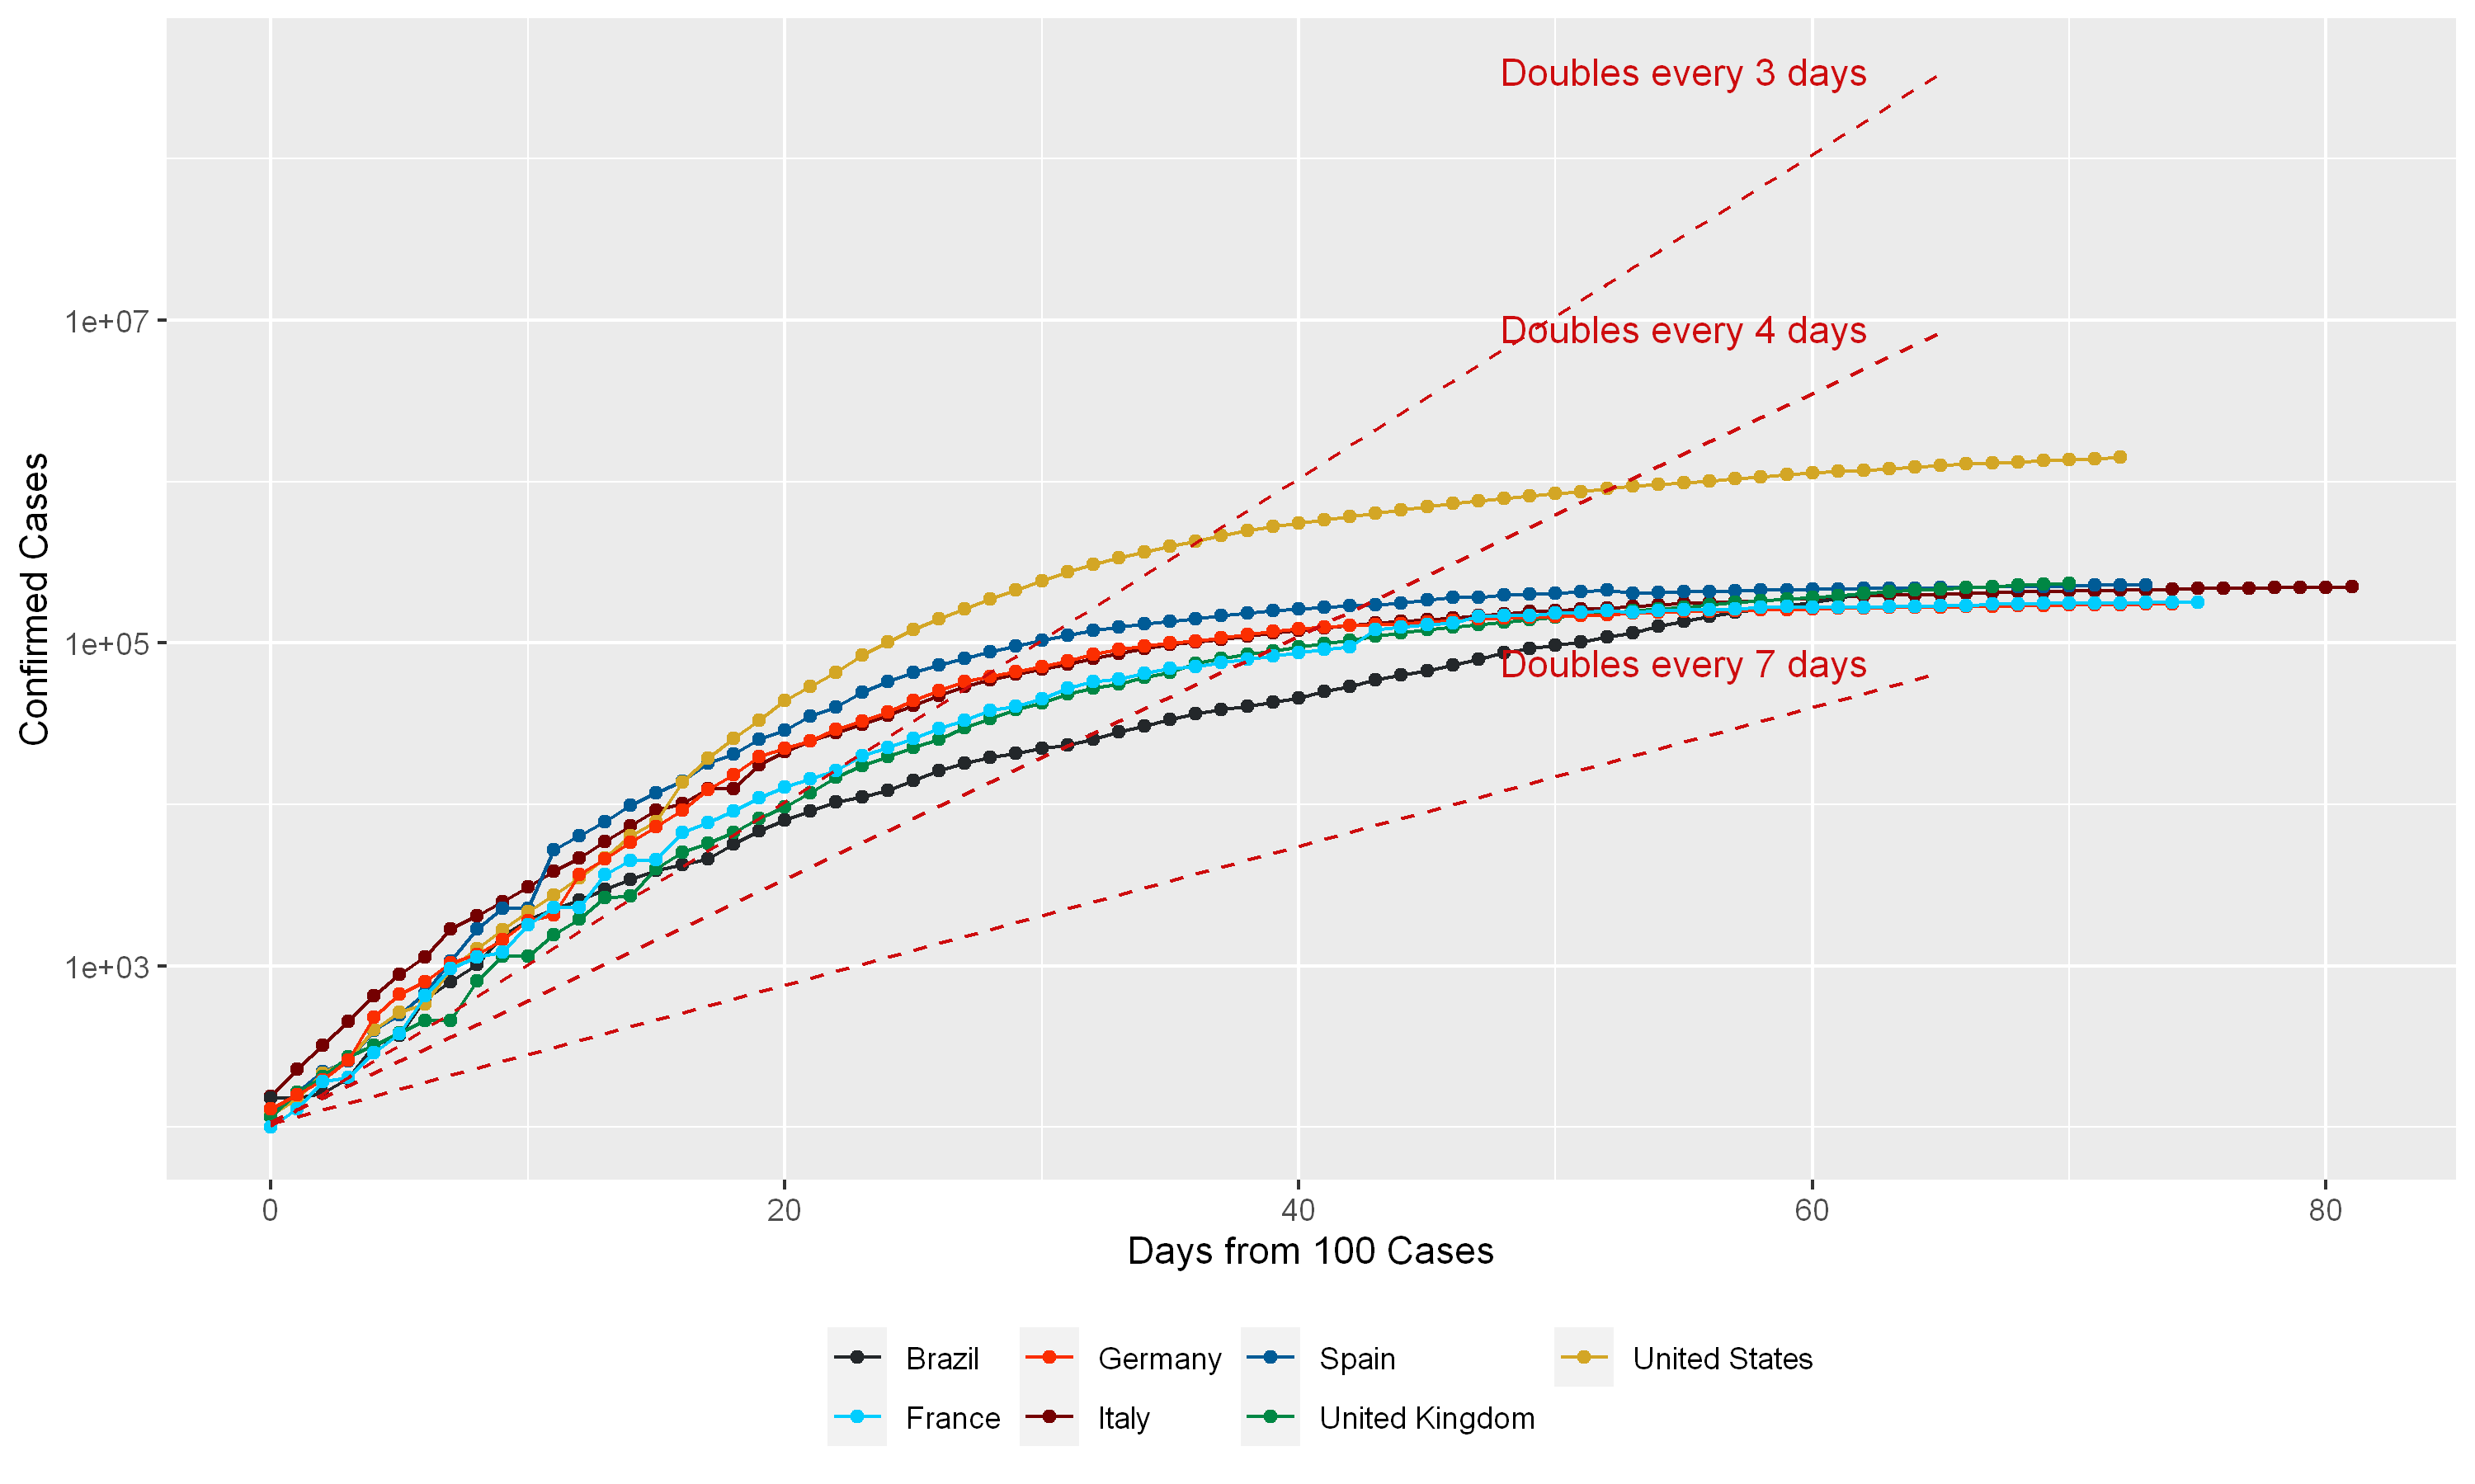 Doubles every 3 days
1e+07
Doubles every 4 days
1e+05
Doubles every 7 days
1e+03
Confirmed Cases
0 20 40 60 80
Days from 100 Cases
Brazil Germany Spain United States
France Italy United Kingdom